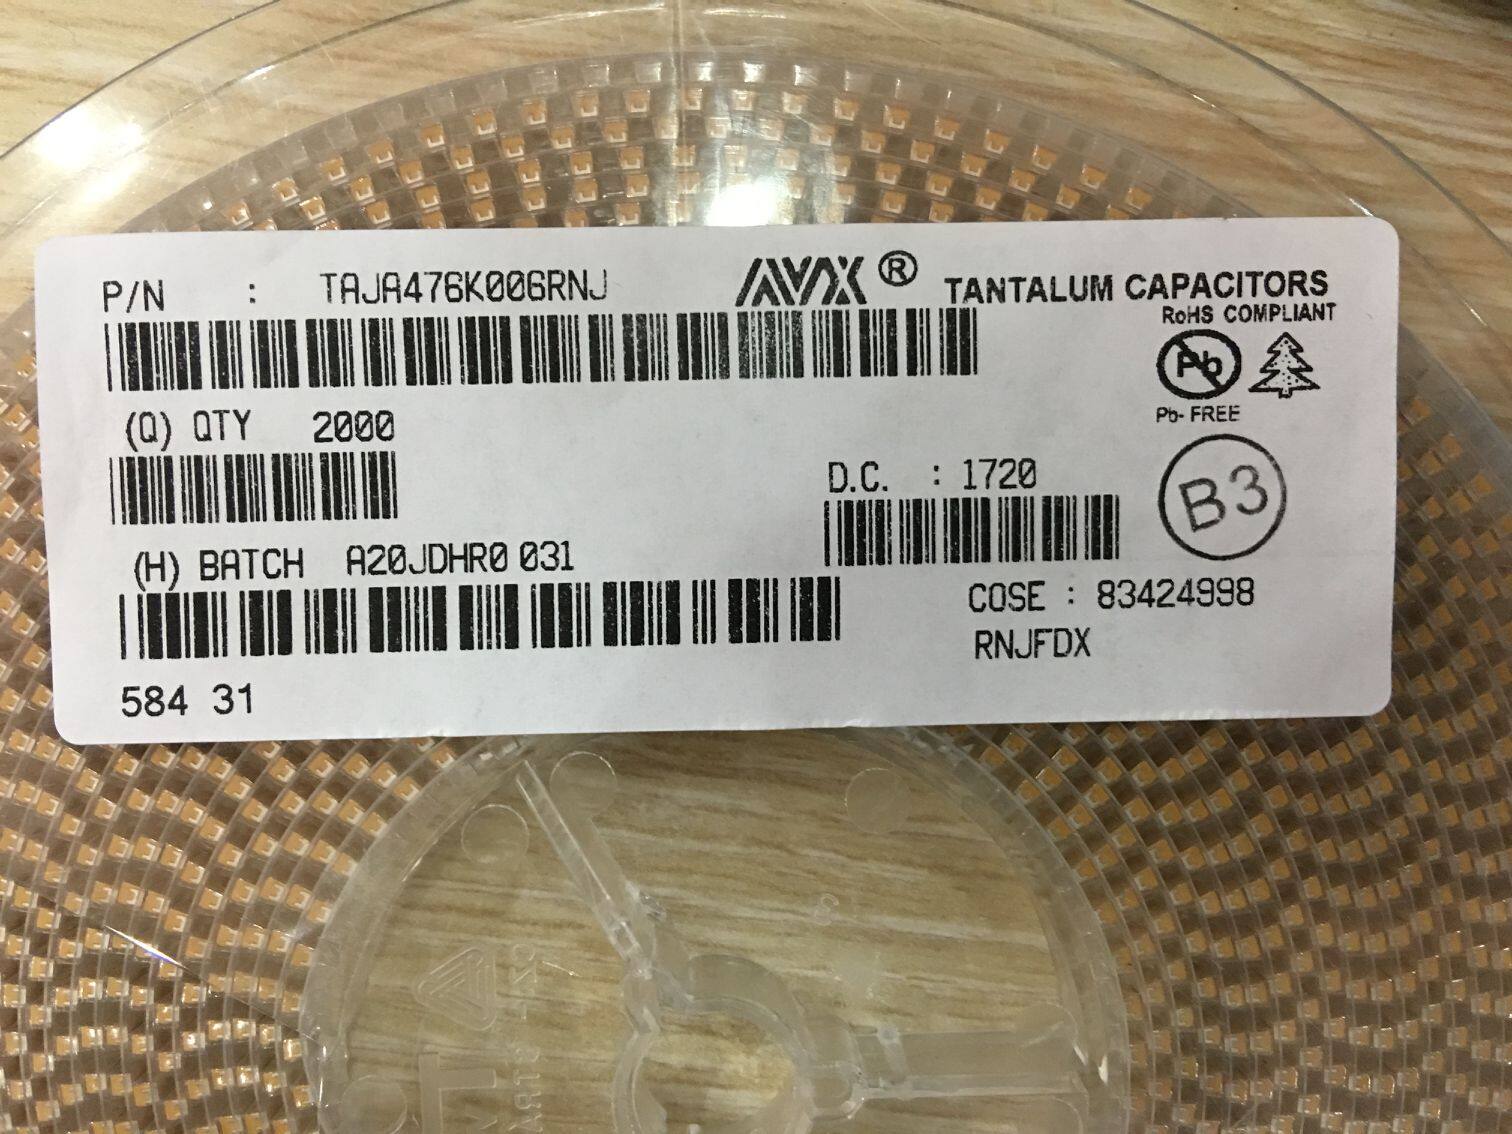 P/N : TAJA476K006RNJ
AVX ® TANTALUM CAPACITORS
RoHS COMPLIANT
Pb
Pb- FREE
(Q) QTY 2000
D.C. : 1720
B3
(H) BATCH A20JDHR0 031
COSE : 83424998
RNJFDX
584 31